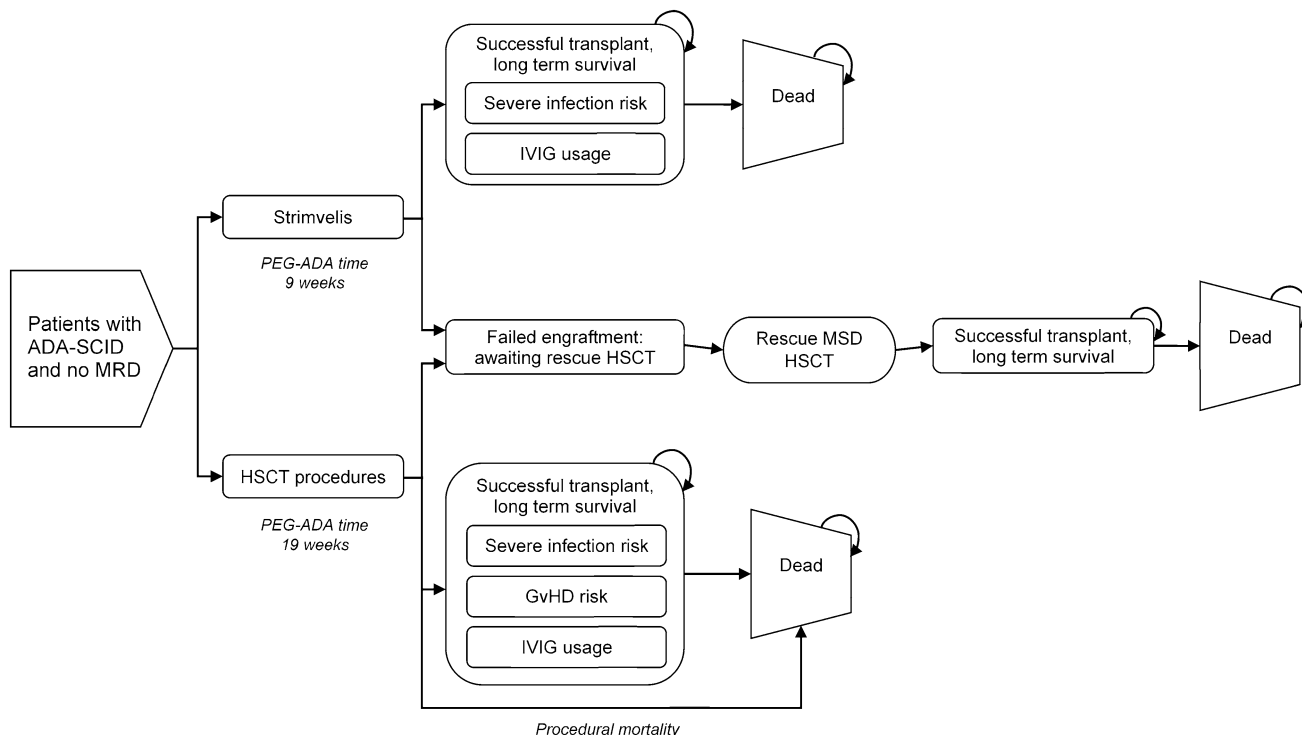 Patients with
ADA-SCID
and no MRD
Strimvelis
PEG-ADA time
9 weeks
HSCT procedures
PEG-ADA time
19 weeks
Successful transplant,
long term survival
Severe infection risk
IVIG usage
Dead
Failed engraftment:
awaiting rescue HSCT
Rescue MSD
HSCT
Successful transplant,
long term survival
Dead
Successful transplant,
long term survival
Severe infection risk
GvHD risk
IVIG usage
Dead
Procedural mortality